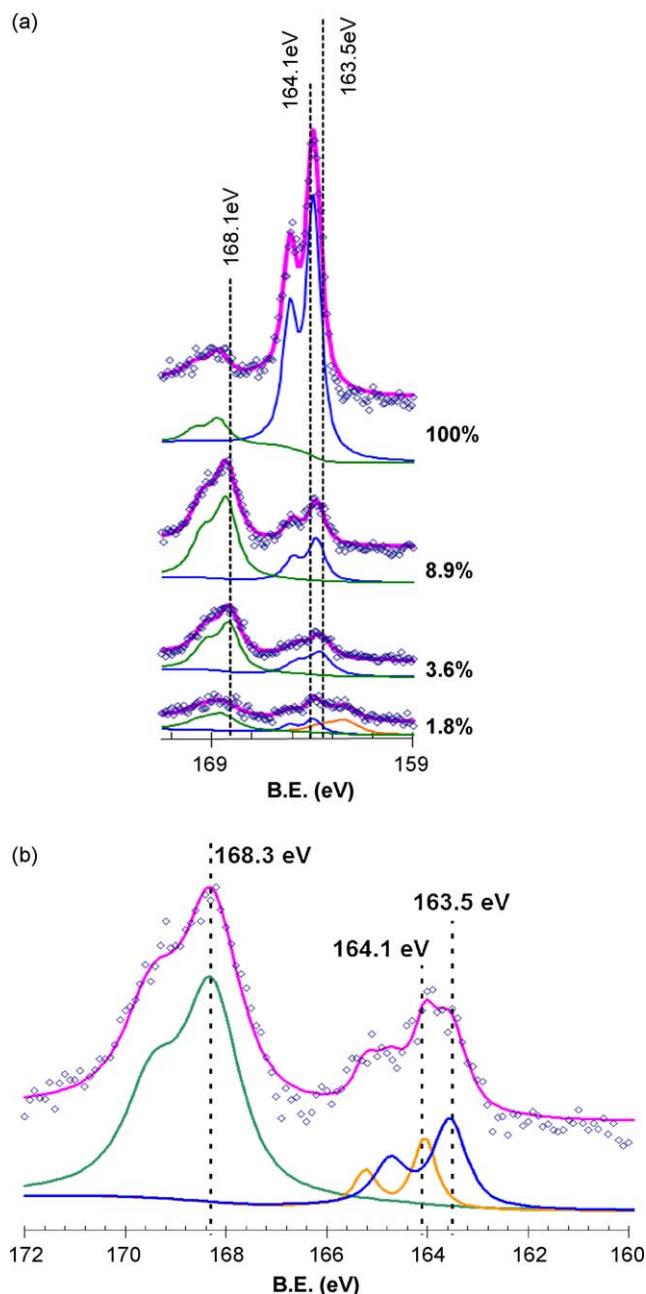 (a)
164.1eV
163.5eV
168.1eV
100%
8.9%
3.6%
1.8%
169 159
B.E. (eV)
(b)
168.3 eV
163.5 eV
164.1 eV
172 170 168 166 164 162 160
B.E. (eV)